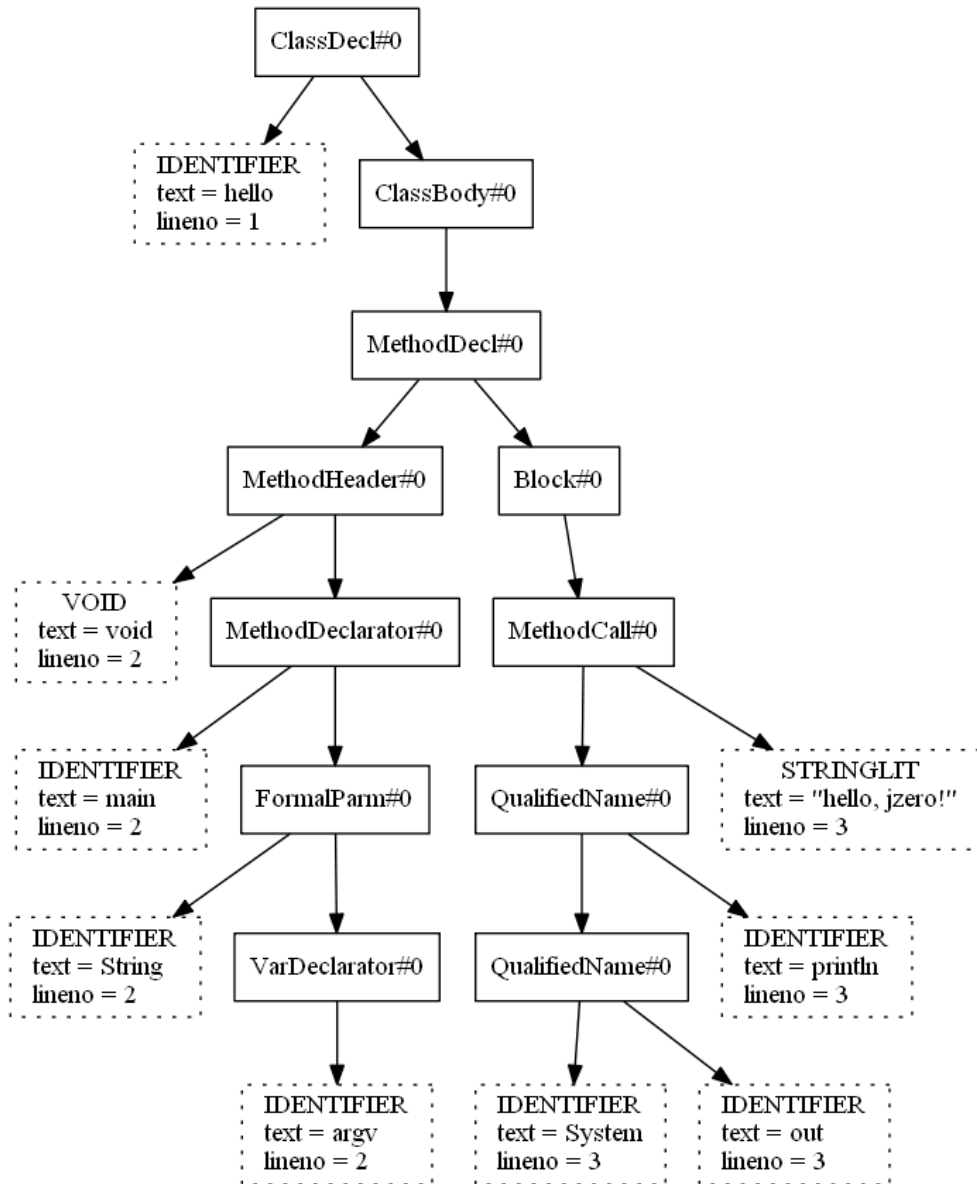 ClassDecl#0
IDENTIFIER
text = hello
lineno = 1
ClassBody#0
MethodDecl#0
MethodHeader#0
Block#0
VOID
text = void
lineno = 2
MethodDeclarator#0
MethodCall#0
IDENTIFIER
text = main
lineno = 2
FormalParm#0
QualifiedName#0
STRINGLIT
text = "hello, jzero!"
lineno = 3
IDENTIFIER
text = String
lineno = 2
VarDeclarator#0
QualifiedName#0
IDENTIFIER
text = println
lineno = 3
IDENTIFIER
text = argv
lineno = 2
IDENTIFIER
text = System
lineno = 3
IDENTIFIER
text = out
lineno = 3